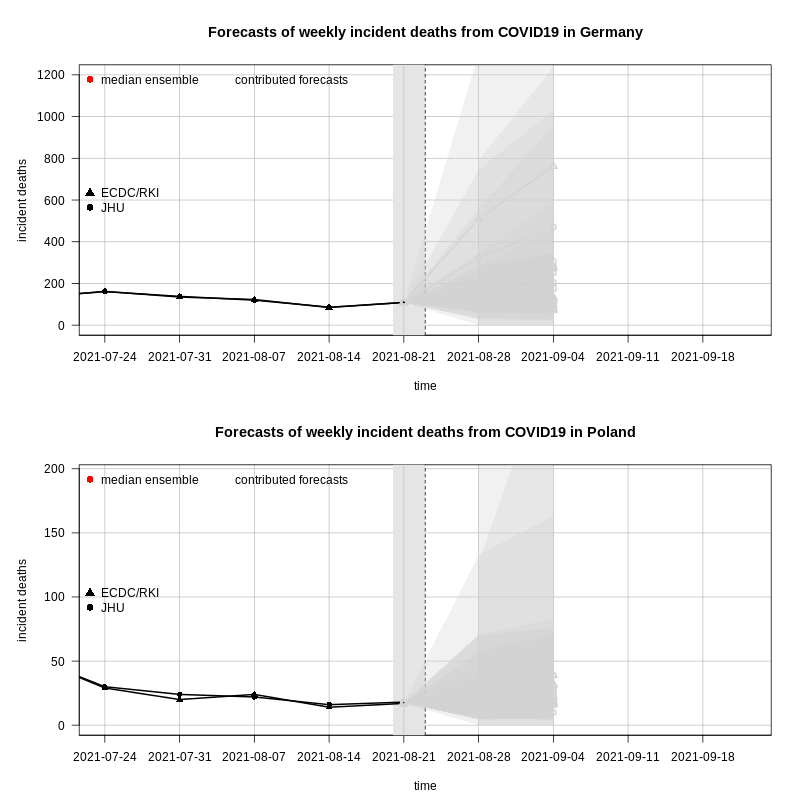 Forecasts of weekly incident deaths from COVID19 in Germany
1200
1000
800
600
400
200
0
incident deaths
median ensemble contributed forecasts
ECDC/RKI
JHU
2021-07-24 2021-07-31 2021-08-07 2021-08-14 2021-08-21 2021-08-28 2021-09-04 2021-09-11 2021-09-18
time
Forecasts of weekly incident deaths from COVID19 in Poland
200
150
100
50
0
incident deaths
median ensemble contributed forecasts
ECDC/RKI
JHU
2021-07-24 2021-07-31 2021-08-07 2021-08-14 2021-08-21 2021-08-28 2021-09-04 2021-09-11 2021-09-18
time